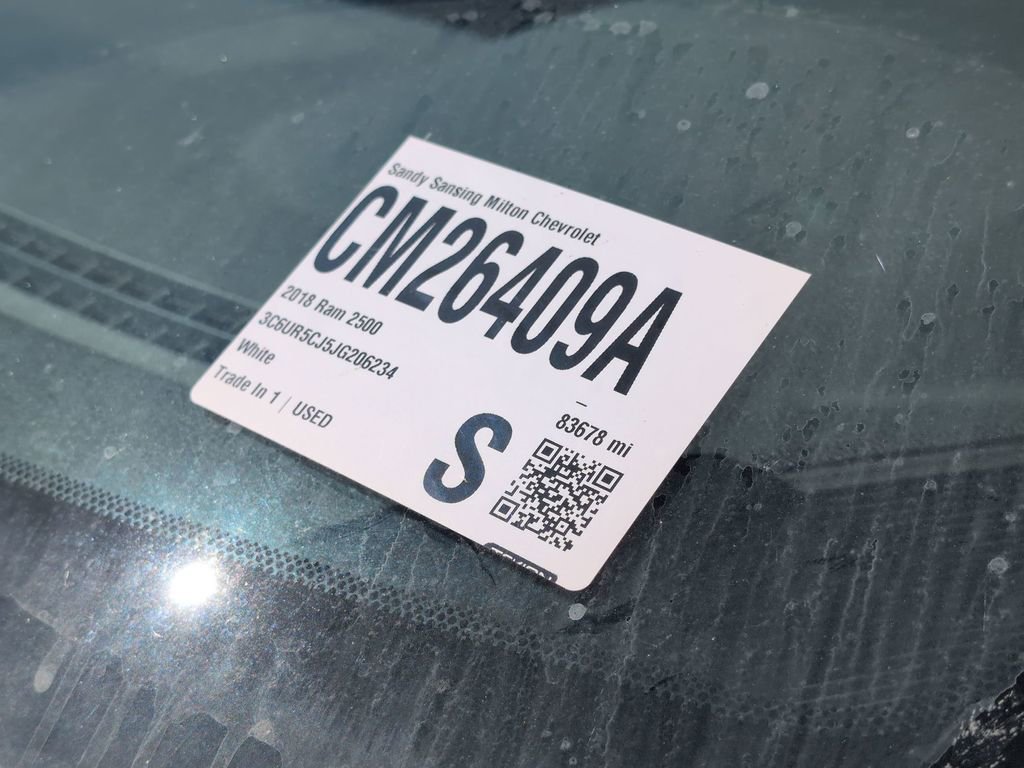 Sandy Sansing Milton Chevrolet
CM26409A
2018 Ram 2500
3C6UR5CJ5JG206234
White
Trade In 1 | USED
–
83678 mi
S